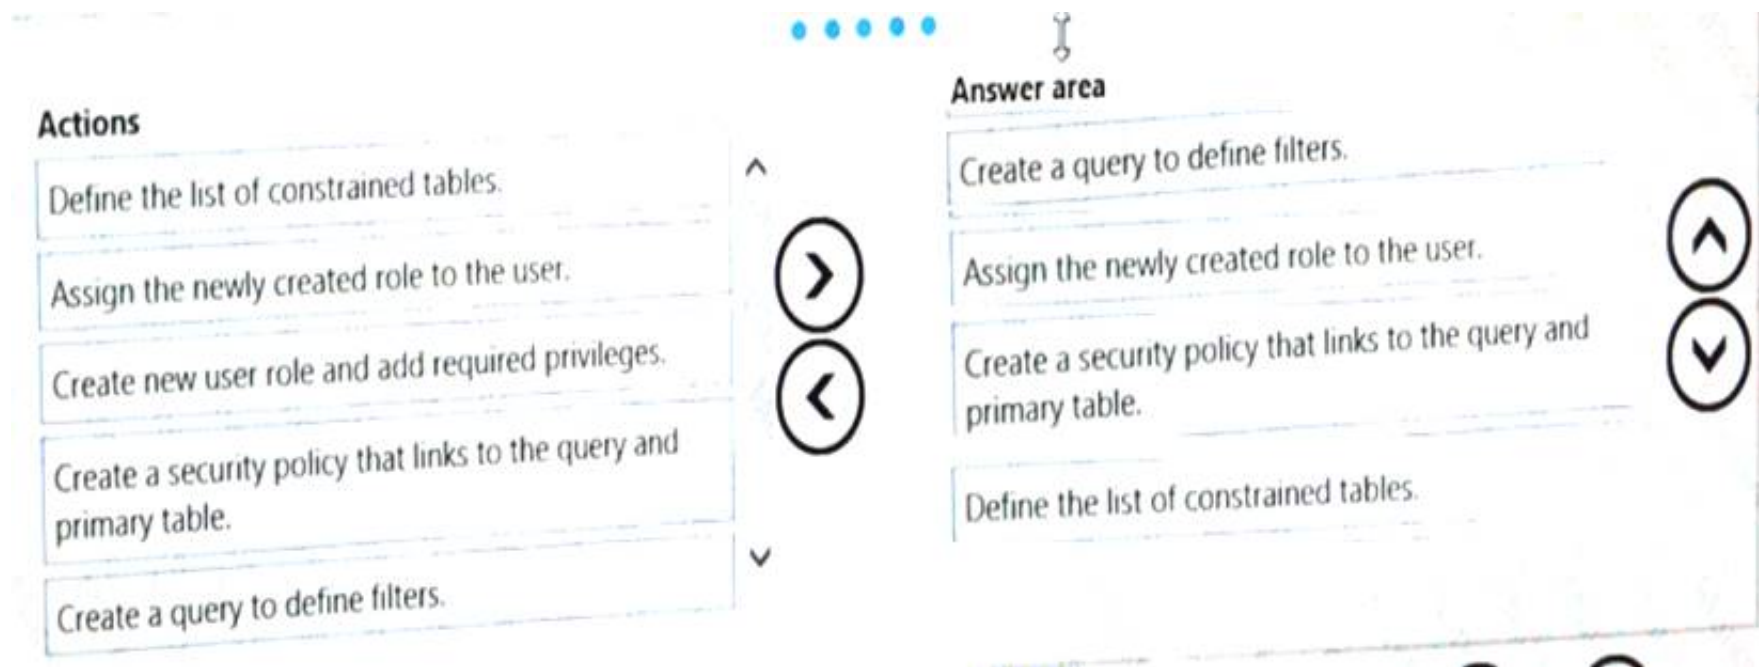 Actions
Define the list of constrained tables.
Assign the newly created role to the user.
Create new user role and add required privileges.
Create a security policy that links to the query and
primary table.
Create a query to define filters.
Answer area
Create a query to define filters.
Assign the newly created role to the user.
Create a security policy that links to the query and
primary table.
Define the list of constrained tables.